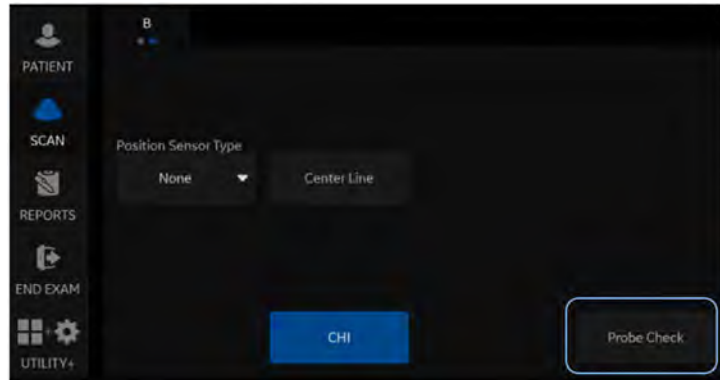 PATIENT
SCAN
REPORTS
END EXAM
UTILITY+
B
Position Sensor Type
None
Center Line
CHI
Probe Check